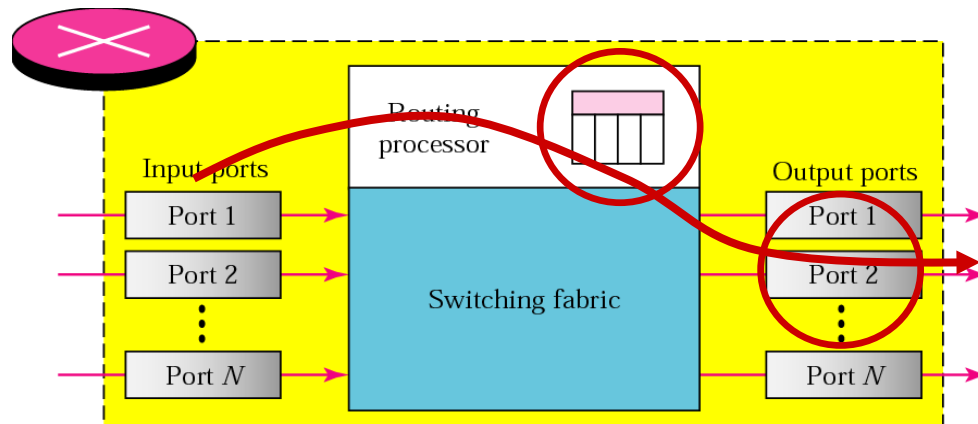 Routing
processor
Input ports
Output ports
Port 1
Port 1
Port 2
Port 2
Switching fabric
Port N
Port N